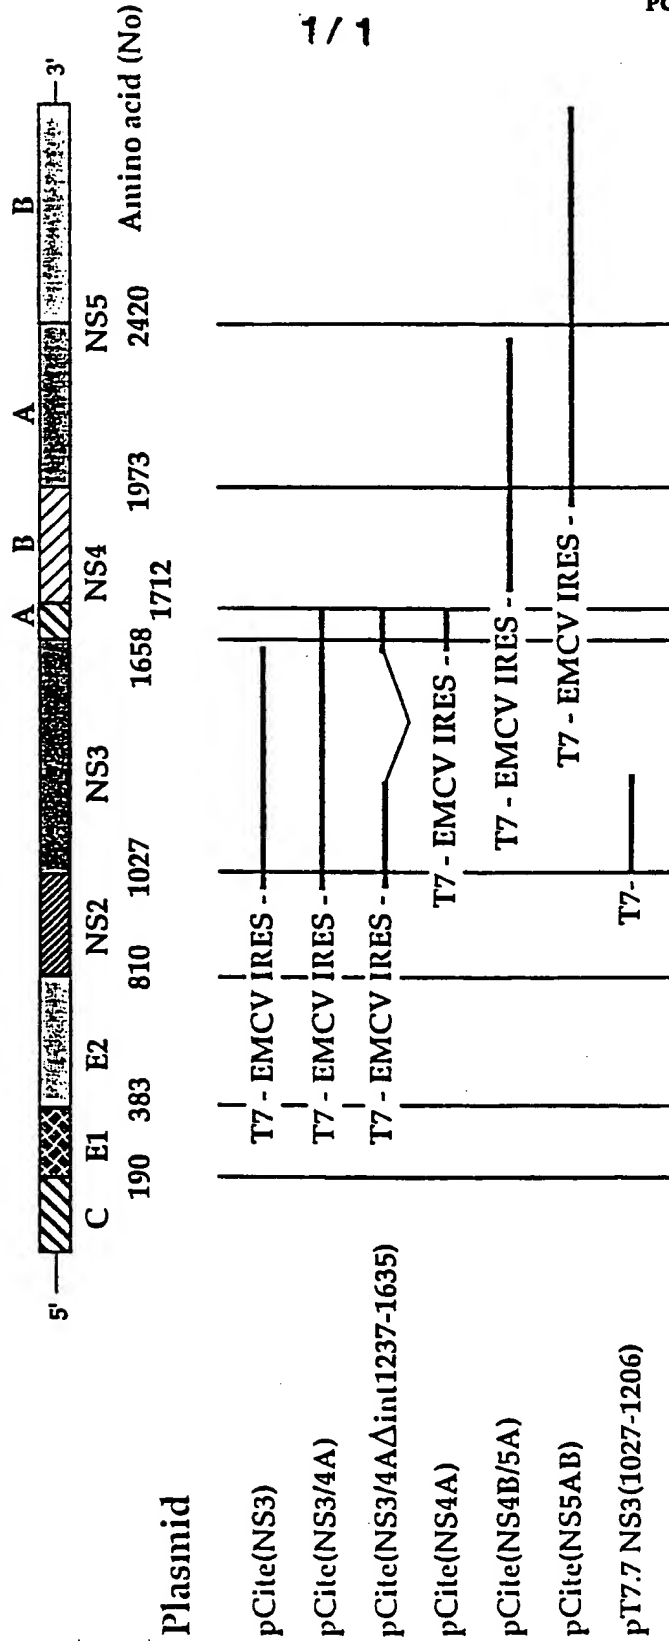 1/1
5' 3'
A B A B
C E1 E2 NS2 NS3 NS4 NS5
190 383 810 1027 1658 1712 1973 2420 Amino acid (No)
Plasmid
pCite(NS3) T7 - EMCV IRES -
pCite(NS3/4A) T7 - EMCV IRES -
pCite(NS3/4AΔint1237-1635) T7 - EMCV IRES -
pCite(NS4A) T7 - EMCV IRES -
pCite(NS4B/5A) T7 - EMCV IRES -
pCite(NS5AB) T7 - EMCV IRES -
pT7.7 NS3(1027-1206) T7-